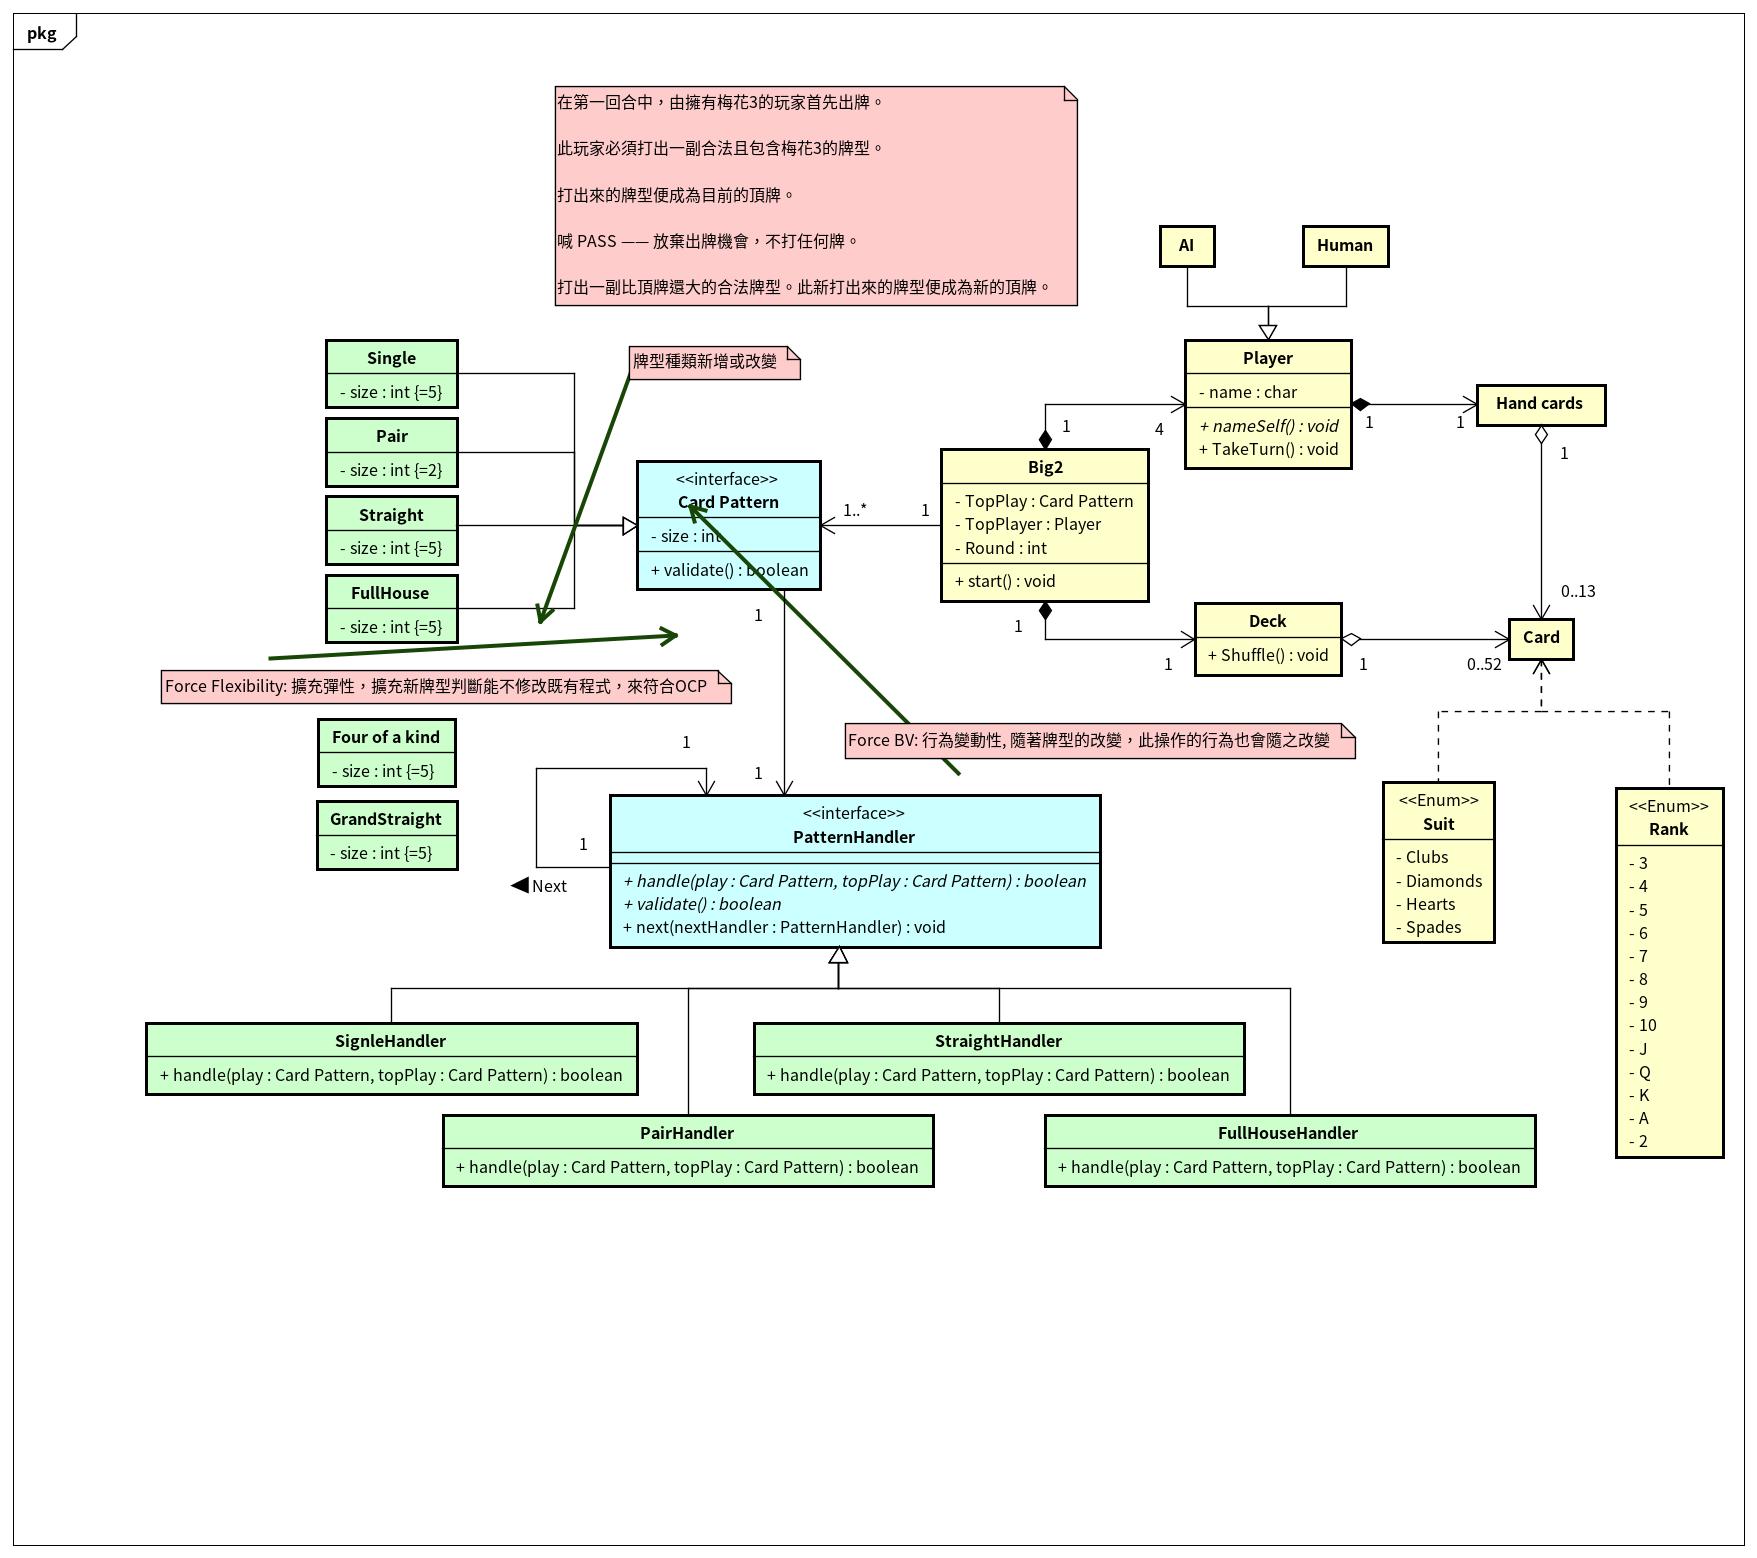 pkg
在第一回合中，由擁有梅花3的玩家首先出牌。
此玩家必須打出一副合法且包含梅花3的牌型。
打出來的牌型便成為目前的頂牌。
喊 PASS —— 放棄出牌機會，不打任何牌。
打出一副比頂牌還大的合法牌型。此新打出來的牌型便成為新的頂牌。
AI
Human
Single
- size : int {=5}
牌型種類新增或改變
Player
- name : char
+ nameSelf() : void
+ TakeTurn() : void
1
1
Hand cards
1
Pair
- size : int {=2}
1
4
Straight
- size : int {=5}
<<interface>>
Card Pattern
- size : int
+ validate() : boolean
1..*
1
Big2
- TopPlay : Card Pattern
- TopPlayer : Player
- Round : int
+ start() : void
FullHouse
- size : int {=5}
1
1
1
Deck
+ Shuffle() : void
1
0..52
0..13
Card
Force Flexibility: 擴充彈性，擴充新牌型判斷能不修改既有程式，來符合OCP
Four of a kind
- size : int {=5}
1
1
Force BV: 行為變動性, 隨著牌型的改變，此操作的行為也會隨之改變
GrandStraight
- size : int {=5}
1
Next
<<interface>>
PatternHandler
+ handle(play : Card Pattern, topPlay : Card Pattern) : boolean
+ validate() : boolean
+ next(nextHandler : PatternHandler) : void
<<Enum>>
Suit
- Clubs
- Diamonds
- Hearts
- Spades
<<Enum>>
Rank
- 3
- 4
- 5
- 6
- 7
- 8
- 9
- 10
- J
- Q
- K
- A
- 2
SignleHandler
+ handle(play : Card Pattern, topPlay : Card Pattern) : boolean
StraightHandler
+ handle(play : Card Pattern, topPlay : Card Pattern) : boolean
PairHandler
+ handle(play : Card Pattern, topPlay : Card Pattern) : boolean
FullHouseHandler
+ handle(play : Card Pattern, topPlay : Card Pattern) : boolean